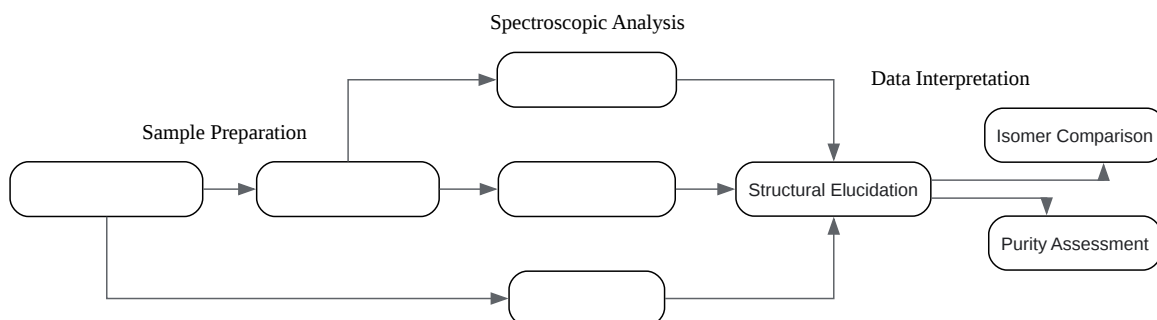 Spectroscopic Analysis
Data Interpretation
Sample Preparation
Isomer Comparison
Structural Elucidation
Purity Assessment